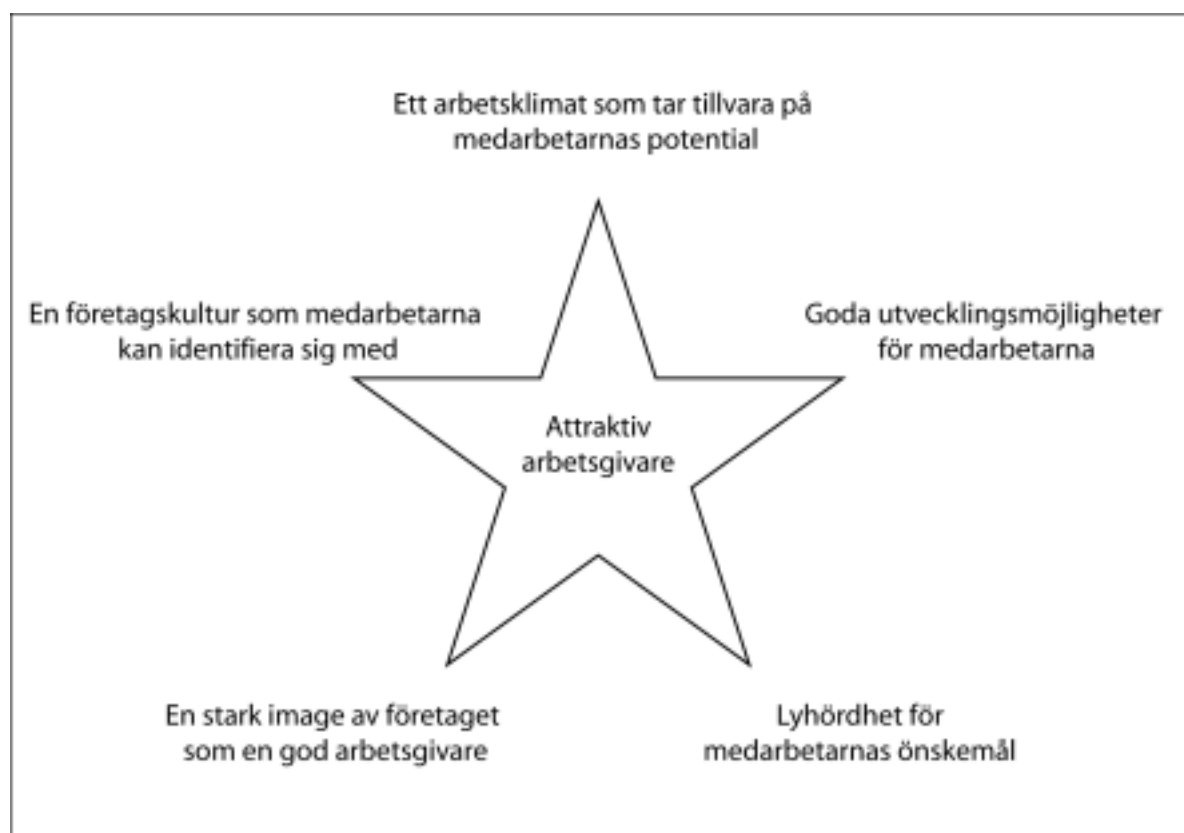 Ett arbetsklimat som tar tillvara på
medarbetarnas potential
En företagskultur som medarbetarna
kan identifiera sig med
Goda utvecklingsmöjligheter
för medarbetarna
Attraktiv
arbetsgivare
En stark image av företaget
som en god arbetsgivare
Lyhördhet för
medarbetarnas önskemål